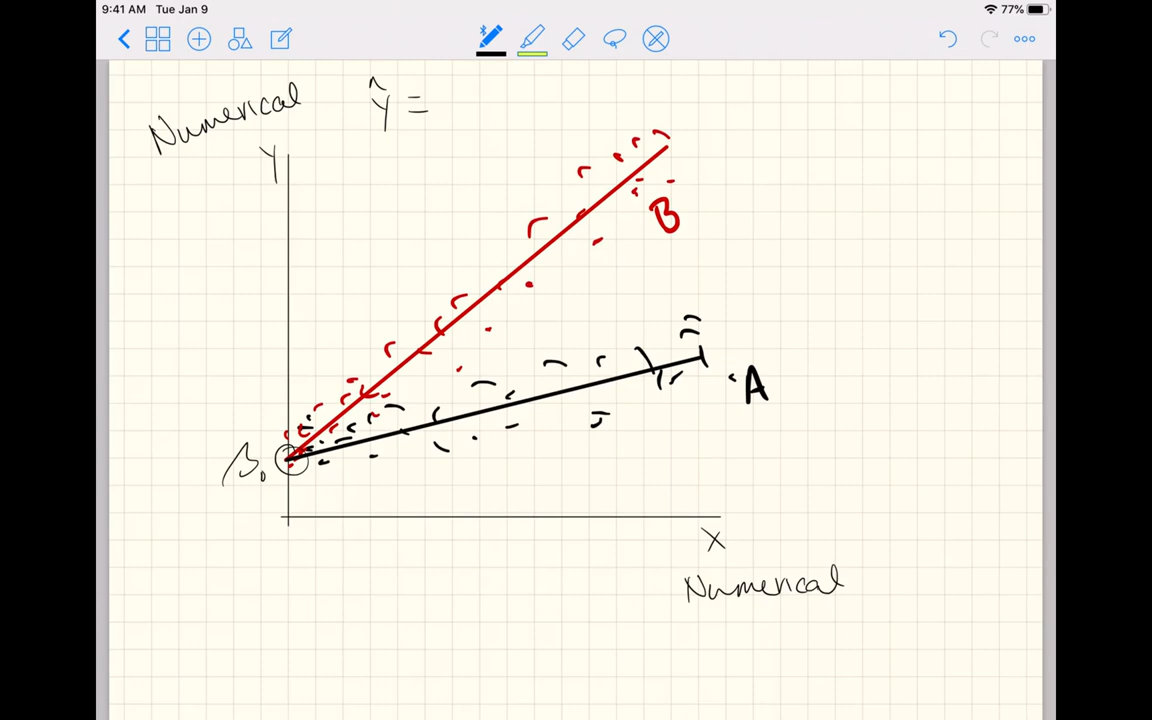 9:41 AM Tue Jan 9
77%
Numerical
Ŷ =
Y
B
A
β₀
X
Numerical